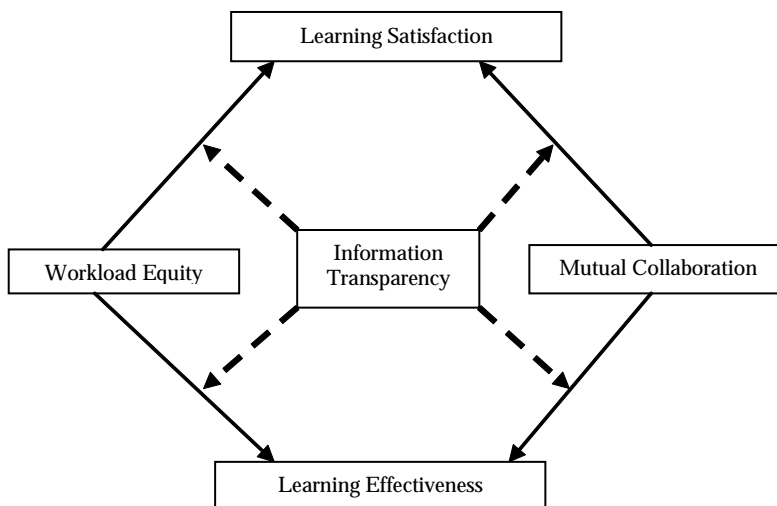 Learning Satisfaction
Workload Equity
Information
Transparency
Mutual Collaboration
Learning Effectiveness